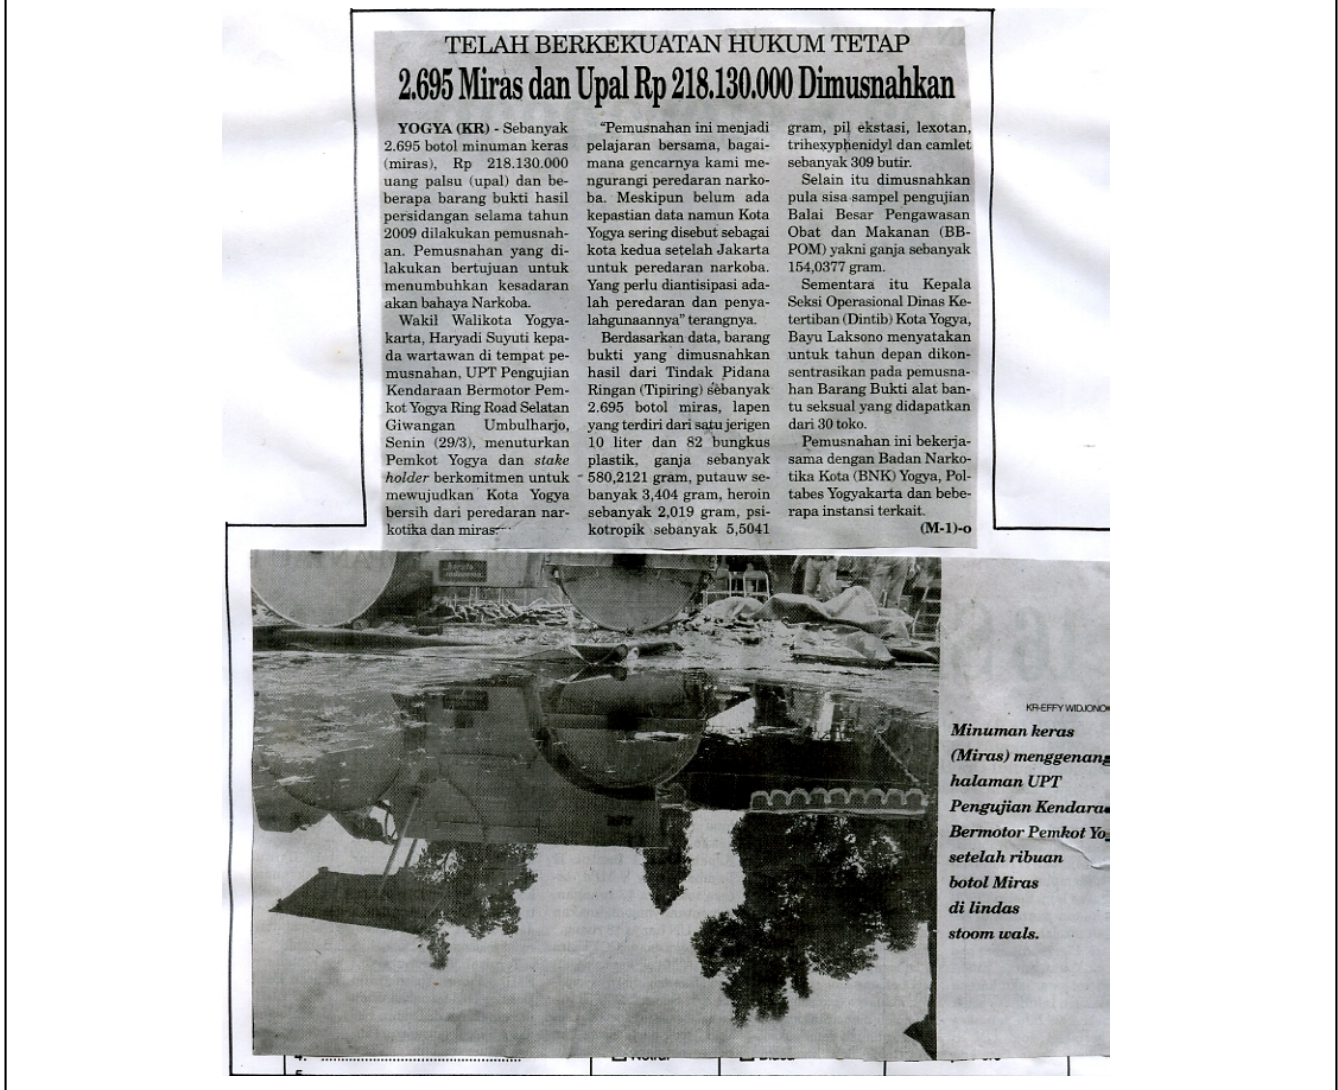 TELAH BERKEKUATAN HUKUM TETAP
2.695 Miras dan Upal Rp 218.130.000 Dimusnahkan
YOGYA (KR) - Sebanyak
2.695 botol minuman keras
(miras), Rp 218.130.000
uang palsu (upal) dan be-
berapa barang bukti hasil
persidangan selama tahun
2009 dilakukan pemusnah-
an. Pemusnahan yang di-
lakukan bertujuan untuk
menumbuhkan kesadaran
akan bahaya Narkoba.
Wakil Walikota Yogya-
karta, Haryadi Suyuti kepa-
da wartawan di tempat pe-
musnahan, UPT Pengujian
Kendaraan Bermotor Pem-
kot Yogya Ring Road Selatan
Giwangan Umbulharjo,
Senin (29/3), menuturkan
Pemkot Yogya dan stake
holder berkomitmen untuk
mewujudkan Kota Yogya
bersih dari peredaran nar-
kotika dan miras.
"Pemusnahan ini menjadi
pelajaran bersama, bagai-
mana gencarnya kami me-
ngurangi peredaran narko-
ba. Meskipun belum ada
kepastian data namun Kota
Yogya sering disebut sebagai
kota kedua setelah Jakarta
untuk peredaran narkoba.
Yang perlu diantisipasi ada-
lah peredaran dan penya-
lahgunaannya" terangnya.
Berdasarkan data, barang
bukti yang dimusnahkan
hasil dari Tindak Pidana
Ringan (Tipiring) sebanyak
2.695 botol miras, lapen
yang terdiri dari satu jerigen
10 liter dan 82 bungkus
plastik, ganja sebanyak
580,2121 gram, putauw se-
banyak 3,404 gram, heroin
sebanyak 2,019 gram, psi-
kotropik sebanyak 5,5041
gram, pil ekstasi, lexotan,
trihexyphenidyl dan camlet
sebanyak 309 butir.
Selain itu dimusnahkan
pula sisa sampel pengujian
Balai Besar Pengawasan
Obat dan Makanan (BB-
POM) yakni ganja sebanyak
154,0377 gram.
Sementara itu Kepala
Seksi Operasional Dinas Ke-
tertiban (Dintib) Kota Yogya,
Bayu Laksono menyatakan
untuk tahun depan dikon-
sentrasikan pada pemusna-
han Barang Bukti alat ban-
tu seksual yang didapatkan
dari 30 toko.
Pemusnahan ini bekerja-
sama dengan Badan Narko-
tika Kota (BNK) Yogya, Pol-
tabes Yogyakarta dan bebe-
rapa instansi terkait.
(M-1)-o
KR-EFFY WIDJONO
Minuman keras
(Miras) menggenang
halaman UPT
Pengujian Kendara
Bermotor Pemkot Yo
setelah ribuan
botol Miras
di lindas
stoom wals.